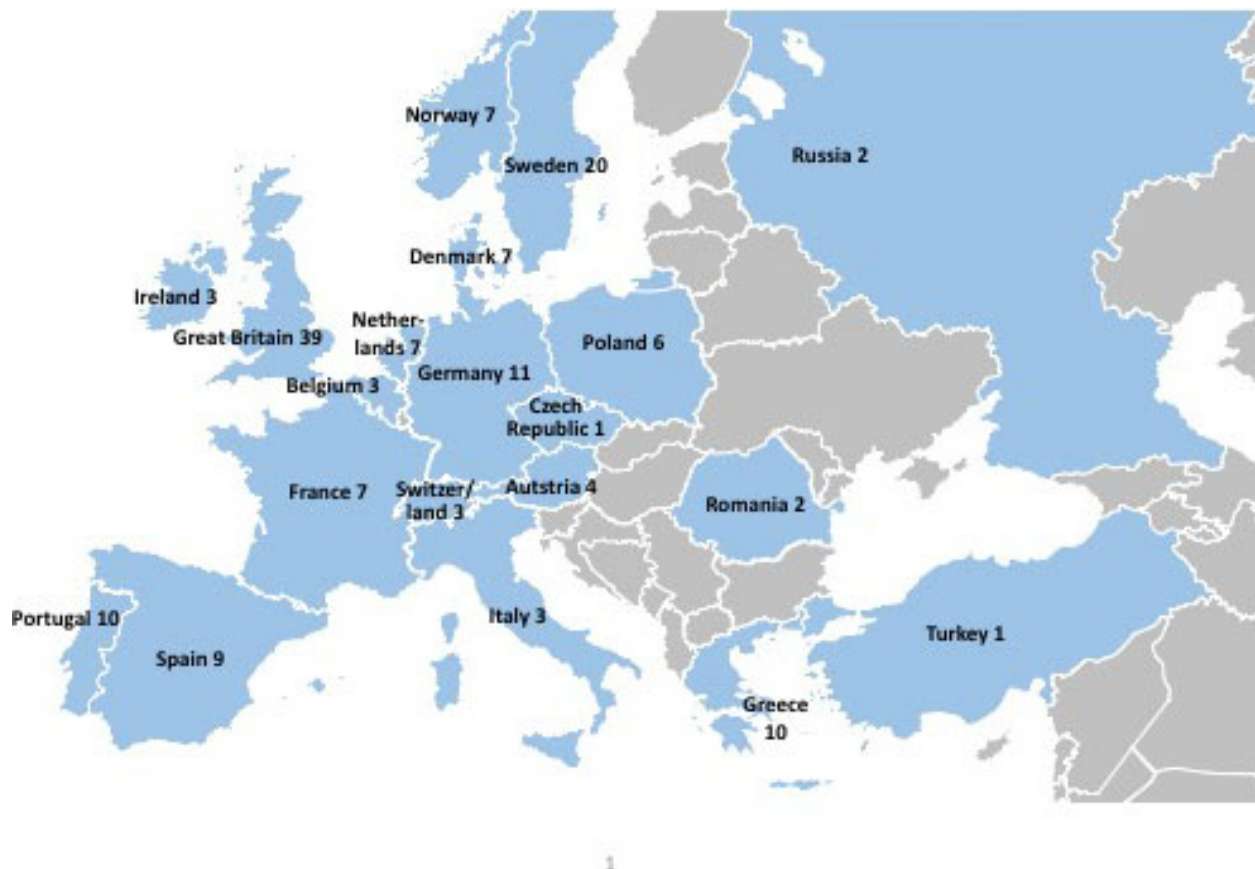 Norway 7
Sweden 20
Russia 2
Denmark 7
Ireland 3
Great Britain 39
Nether-
lands 7
Belgium 3
Germany 11
Poland 6
Czech
Republic 1
France 7
Switzer/
land 3
Autstria 4
Romania 2
Portugal 10
Spain 9
Italy 3
Greece
10
Turkey 1
1